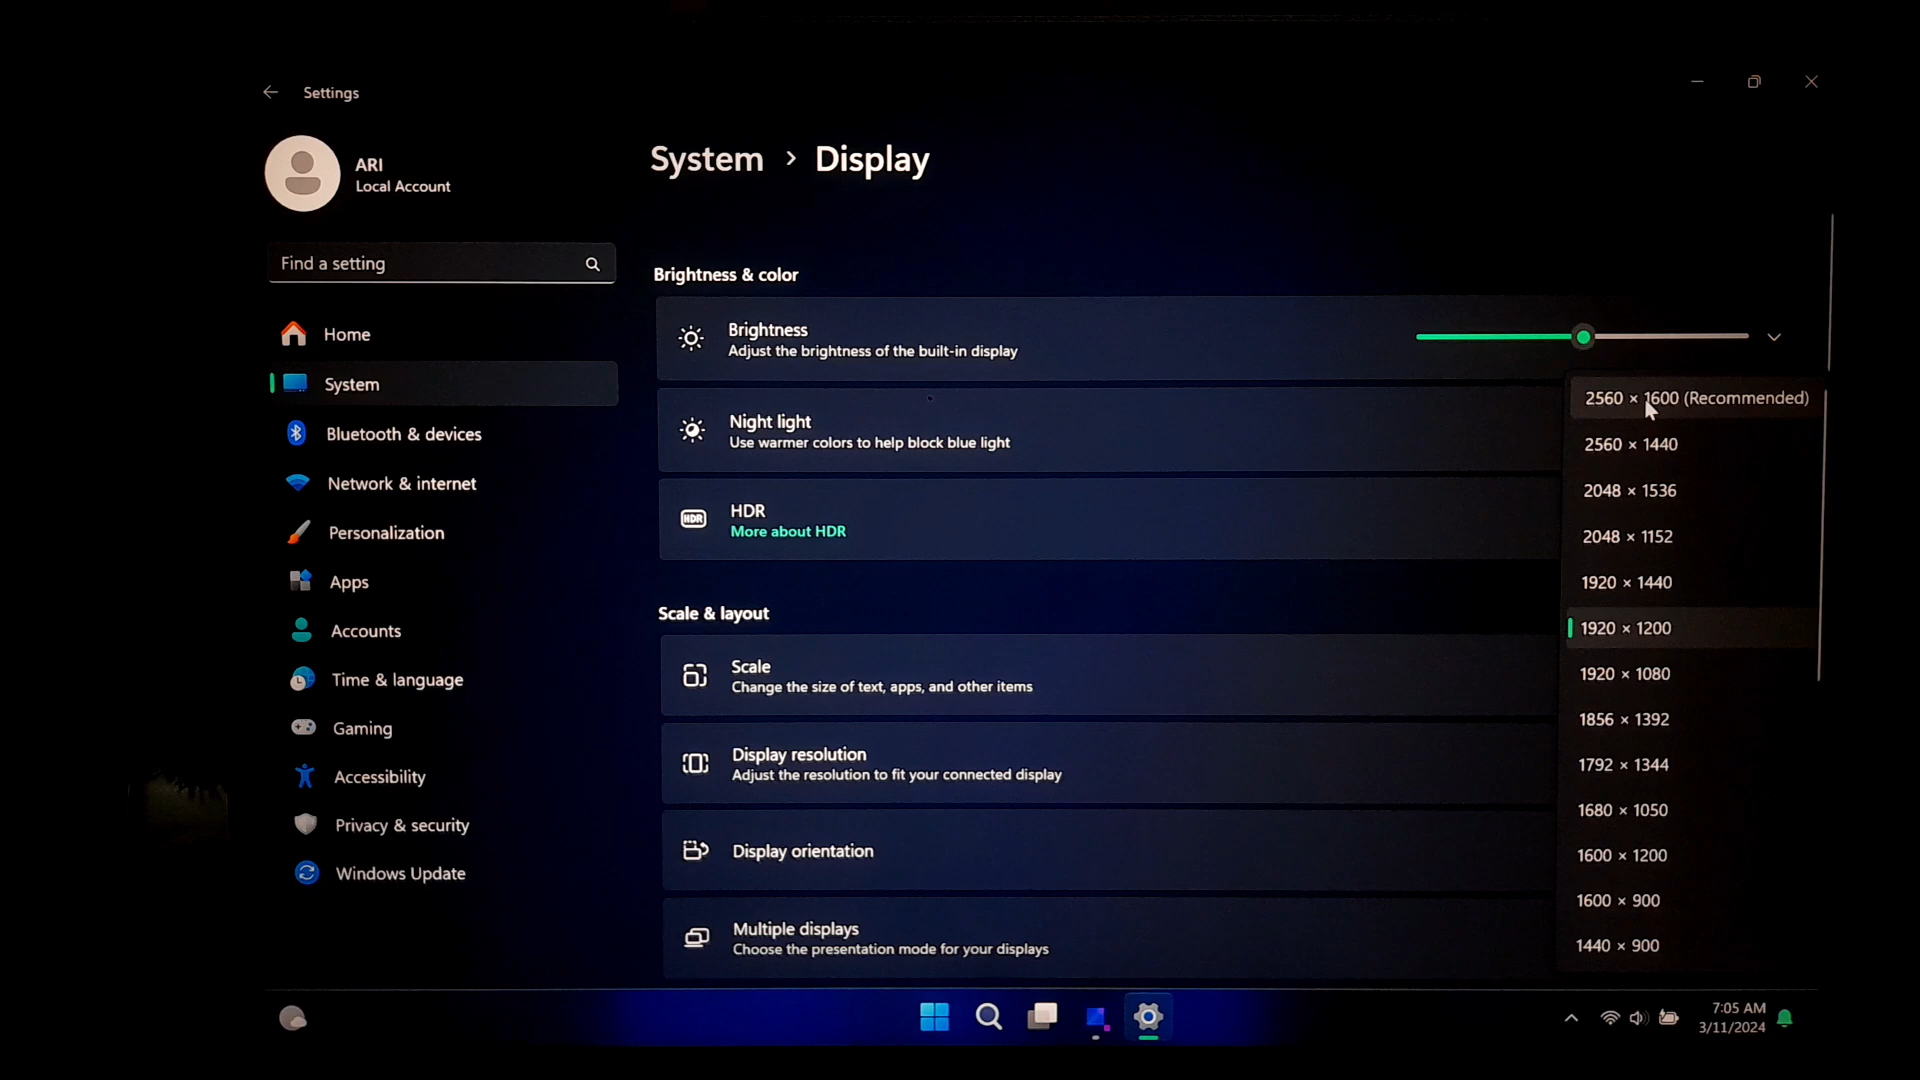 Settings
ARI
Local Account
Find a setting
Home
System
Bluetooth & devices
Network & internet
Personalization
Apps
Accounts
Time & language
Gaming
Accessibility
Privacy & security
Windows Update
System › Display
Brightness & color
Brightness
Adjust the brightness of the built-in display
Night light
Use warmer colors to help block blue light
HDR
HDR
More about HDR
Scale & layout
Scale
Change the size of text, apps, and other items
Display resolution
Adjust the resolution to fit your connected display
Display orientation
Multiple displays
Choose the presentation mode for your displays
2560 × 1600 (Recommended)
2560 × 1440
2048 × 1536
2048 × 1152
1920 × 1440
1920 × 1200
1920 × 1080
1856 × 1392
1792 × 1344
1680 × 1050
1600 × 1200
1600 × 900
1440 × 900
7:05 AM
3/11/2024